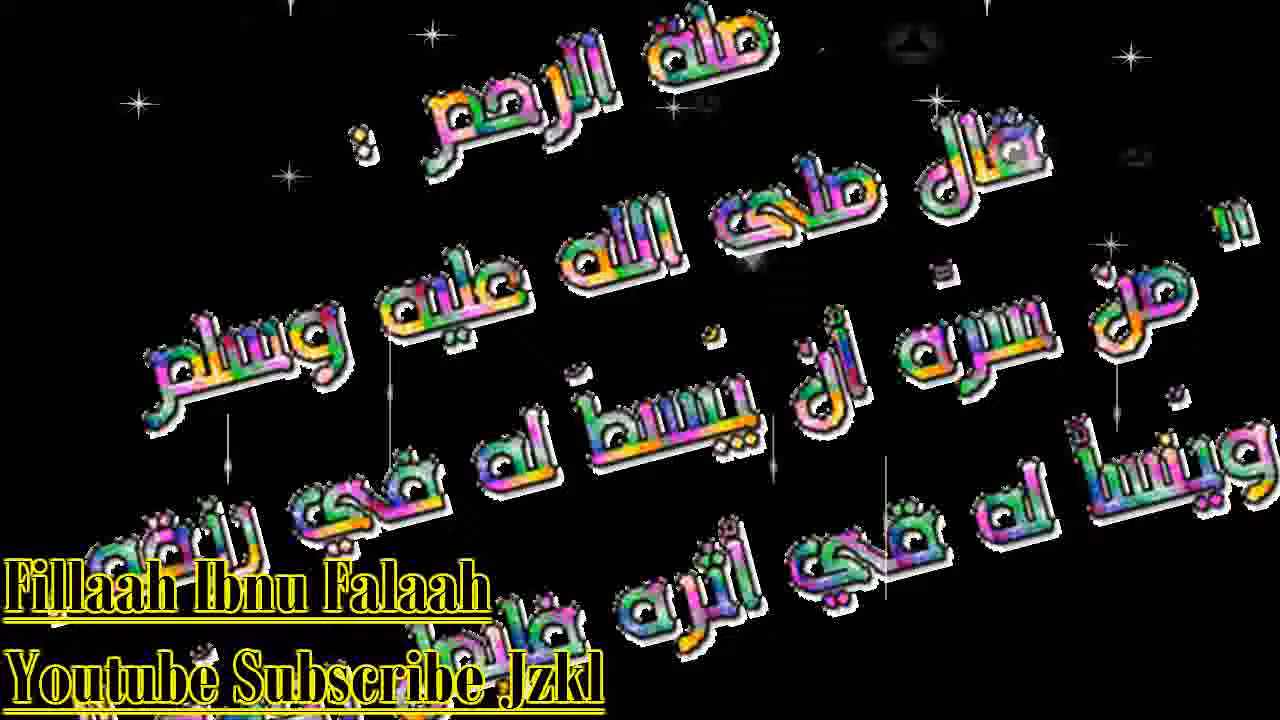 صلة الرحم :
قال صلى الله عليه وسلم
" من سره أن يبسط له في رزقه
وينسأ له في أثره
Fillaah Ibnu Falaah
Youtube Subscribe Jzkl